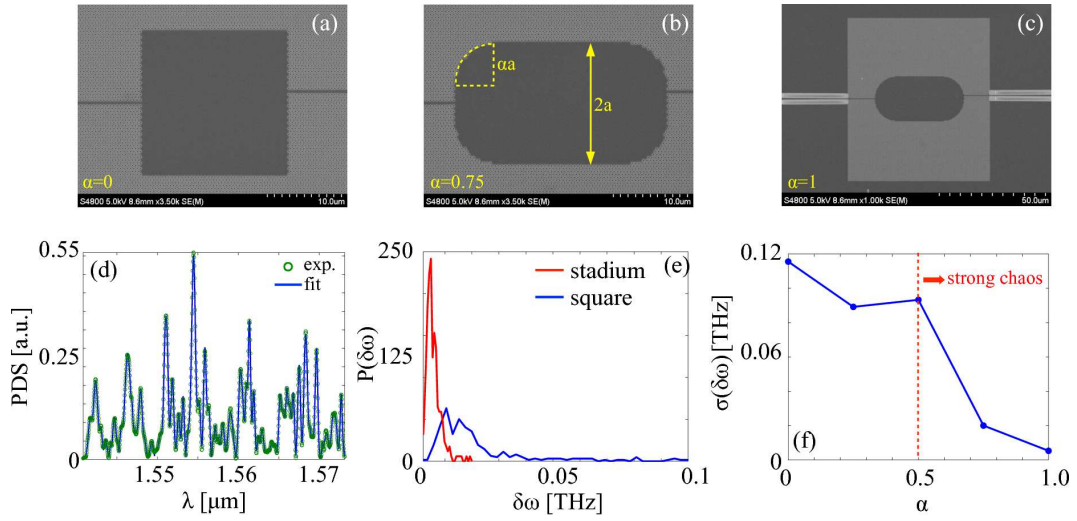 (a)
α=0
S4800 5.0kV 8.6mm x3.50k SE(M)
10.0um
(b)
αa
2a
α=0.75
S4800 5.0kV 8.6mm x3.50k SE(M)
10.0um
(c)
α=1
S4800 5.0kV 8.6mm x1.00k SE(M)
50.0um
(d)
exp.
fit
PDS [a.u.]
0.55
0.25
0
1.55
1.56
1.57
λ [μm]
(e)
stadium
square
P(δω)
250
125
0
0
0.05
0.1
δω [THz]
(f)
strong chaos
σ(δω) [THz]
0.12
0.06
0
0
0.5
1.0
α